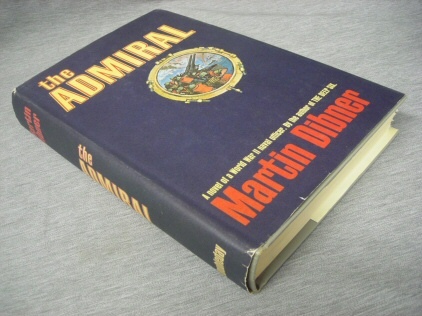 the
ADMIRAL
A novel of a World War II naval officer. By the author of THE DEEP SIX.
Martin Dibner
the
ADMIRAL